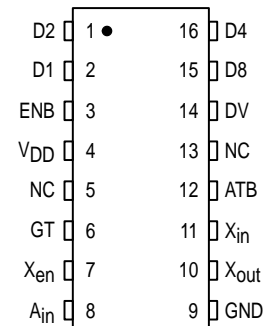 D2 1 16 D4
D1 2 15 D8
ENB 3 14 DV
VDD 4 13 NC
NC 5 12 ATB
GT 6 11 Xin
Xen 7 10 Xout
Ain 8 9 GND